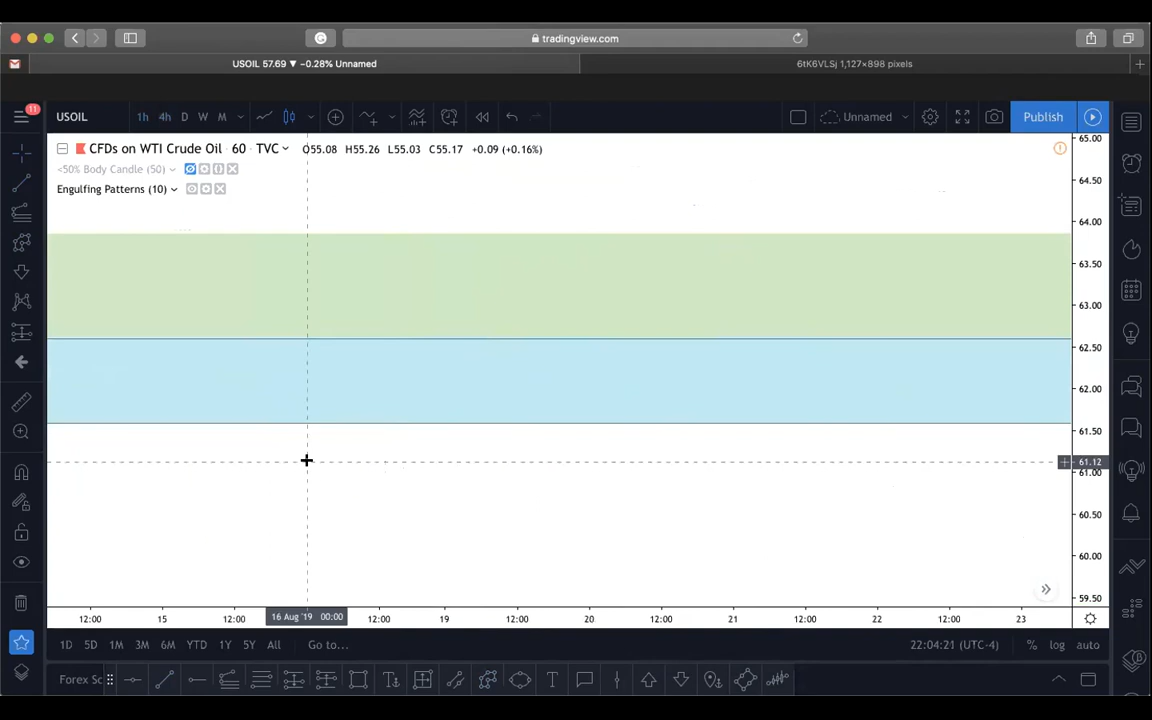 tradingview.com
USOIL 57.69 ▼ −0.28% Unnamed
6tK6VLSj 1,127×898 pixels
11
USOIL 1h 4h D W M Unnamed Publish
CFDs on WTI Crude Oil 60 TVC O55.08 H55.26 L55.03 C55.17 +0.09 (+0.16%)
<50% Body Candle (50)
Engulfing Patterns (10)
65.00
64.50
64.00
63.50
63.00
62.50
62.00
61.50
61.12
61.00
60.50
60.00
59.50
12:00 15 12:00 16 Aug '19 00:00 12:00 19 12:00 20 12:00 21 12:00 22 12:00 23
1D 5D 1M 3M 6M YTD 1Y 5Y All Go to... 22:04:21 (UTC-4) % log auto
Forex Sc